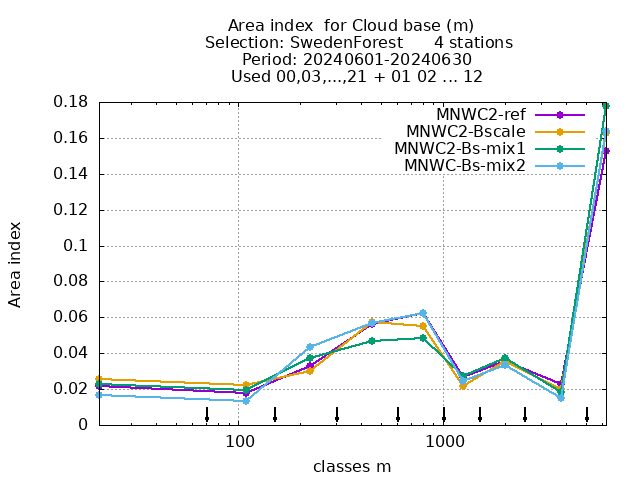 Area index  for Cloud base (m)
Selection: SwedenForest      4 stations
Period: 20240601-20240630
Used 00,03,...,21 + 01 02 ... 12
MNWC2-ref
MNWC2-Bscale
MNWC2-Bs-mix1
MNWC-Bs-mix2
0.18
0.16
0.14
0.12
0.1
0.08
0.06
0.04
0.02
0
Area index
100 1000
classes m